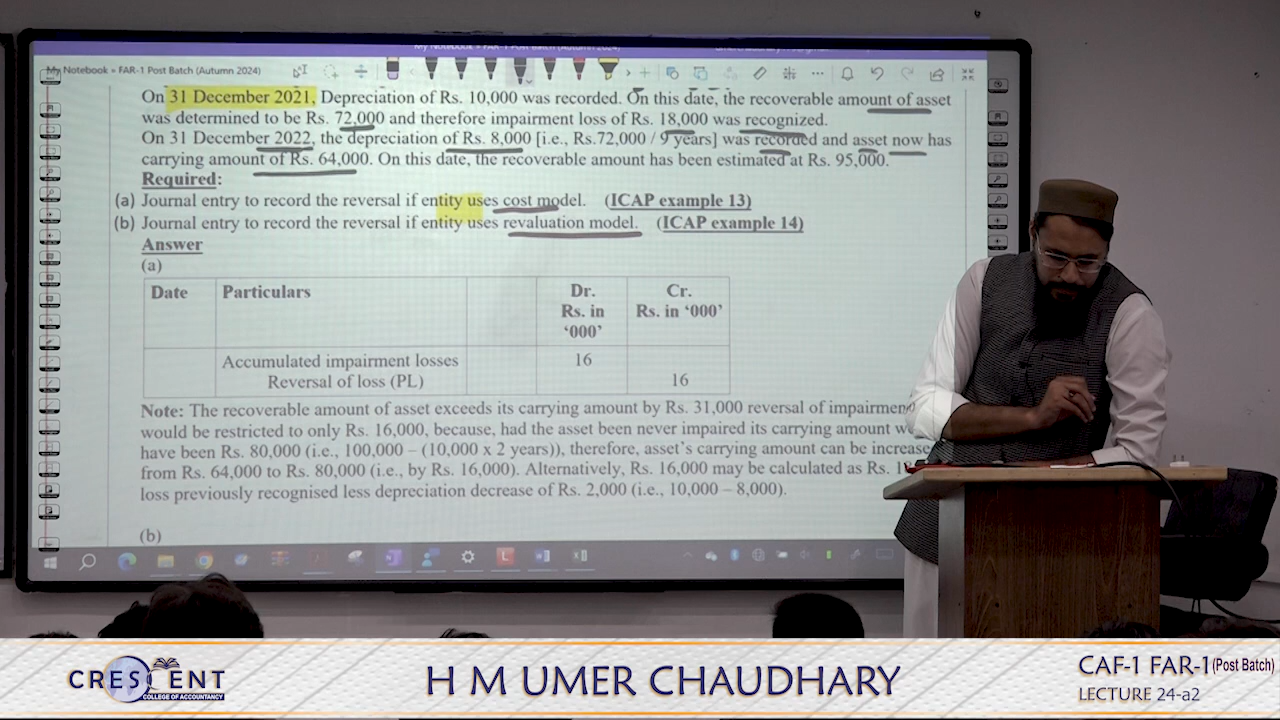 My Notebook » FAR-1 Post Batch (Autumn 2024)
On 31 December 2021, Depreciation of Rs. 10,000 was recorded. On this date, the recoverable amount of asset
was determined to be Rs. 72,000 and therefore impairment loss of Rs. 18,000 was recognized.
On 31 December 2022, the depreciation of Rs. 8,000 [i.e., Rs.72,000 / 9 years] was recorded and asset now has
carrying amount of Rs. 64,000. On this date, the recoverable amount has been estimated at Rs. 95,000.
Required:
(a) Journal entry to record the reversal if entity uses cost model. (ICAP example 13)
(b) Journal entry to record the reversal if entity uses revaluation model. (ICAP example 14)
Answer
(a)
Date Particulars Dr. Cr.
Rs. in Rs. in ‘000’
‘000’
Accumulated impairment losses 16
Reversal of loss (PL) 16
Note: The recoverable amount of asset exceeds its carrying amount by Rs. 31,000 reversal of impairmen
would be restricted to only Rs. 16,000, because, had the asset been never impaired its carrying amount w
have been Rs. 80,000 (i.e., 100,000 – (10,000 x 2 years)), therefore, asset’s carrying amount can be increase
from Rs. 64,000 to Rs. 80,000 (i.e., by Rs. 16,000). Alternatively, Rs. 16,000 may be calculated as Rs. 1
loss previously recognised less depreciation decrease of Rs. 2,000 (i.e., 10,000 – 8,000).
(b)
CRESCENT
COLLEGE OF ACCOUNTANCY
H M UMER CHAUDHARY
CAF-1 FAR-1(Post Batch)
LECTURE 24-a2